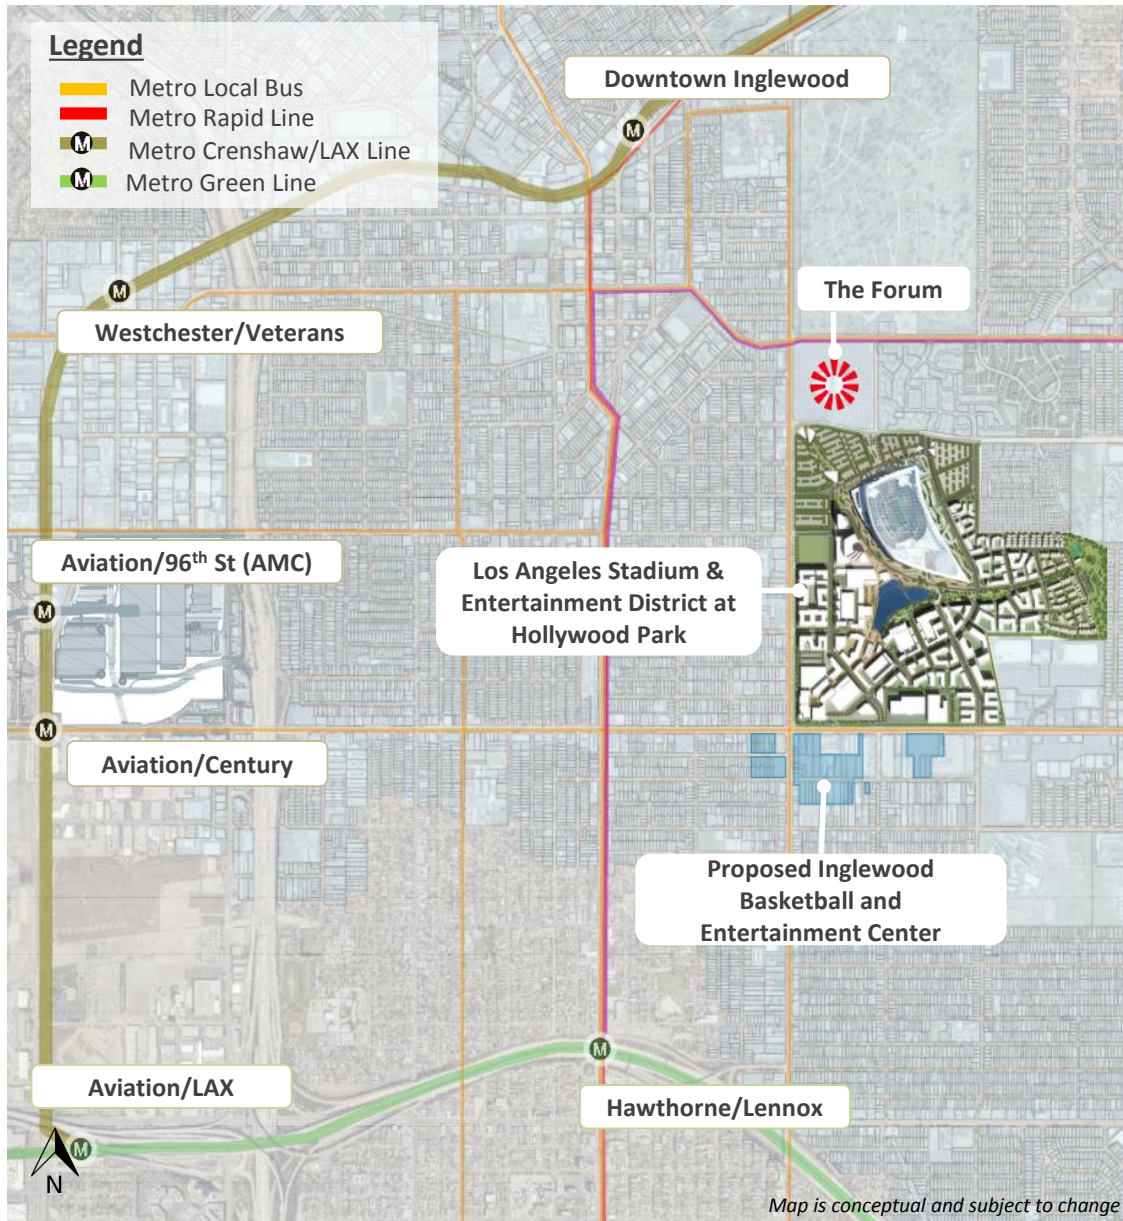 Legend
Metro Local Bus
Metro Rapid Line
M Metro Crenshaw/LAX Line
M Metro Green Line
Downtown Inglewood
M
The Forum
M
Westchester/Veterans
Aviation/96th St (AMC)
M
Los Angeles Stadium &
Entertainment District at
Hollywood Park
M
Aviation/Century
Proposed Inglewood
Basketball and
Entertainment Center
M
Aviation/LAX
Hawthorne/Lennox
M
N
Map is conceptual and subject to change